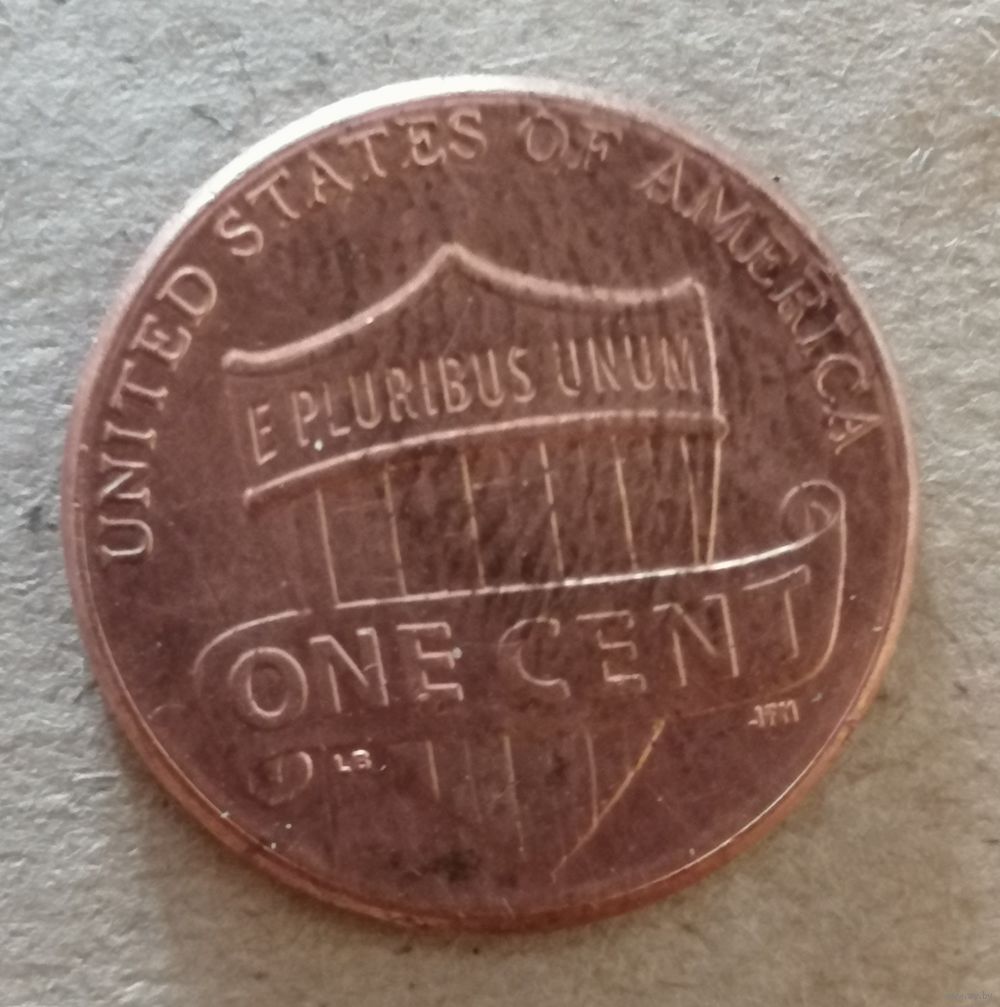 UNITED STATES OF AMERICA
E PLURIBUS UNUM
ONE CENT
LB
JFM